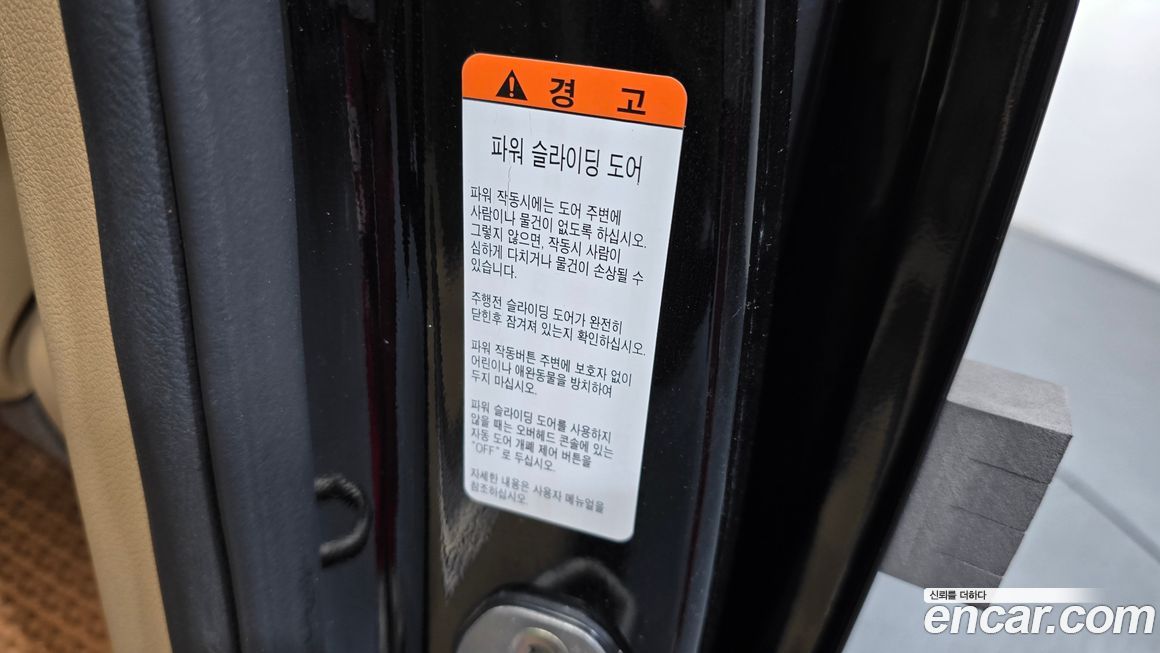 경 고
파워 슬라이딩 도어
파워 작동시에는 도어 주변에
사람이나 물건이 없도록 하십시오.
그렇지 않으면, 작동시 사람이
심하게 다치거나 물건이 손상될 수
있습니다.
주행전 슬라이딩 도어가 완전히
닫힌후 잠겨져 있는지 확인하십시오.
파워 작동버튼 주변에 보호자 없이
어린이나 애완동물을 방치하여
두지 마십시오.
파워 슬라이딩 도어를 사용하지
않을 때는 오버헤드 콘솔에 있는
자동 도어 개폐 제어 버튼을
"OFF"로 두십시오.
자세한 내용은 사용자 메뉴얼을
참조하십시오.
신뢰를 더하다
encar.com